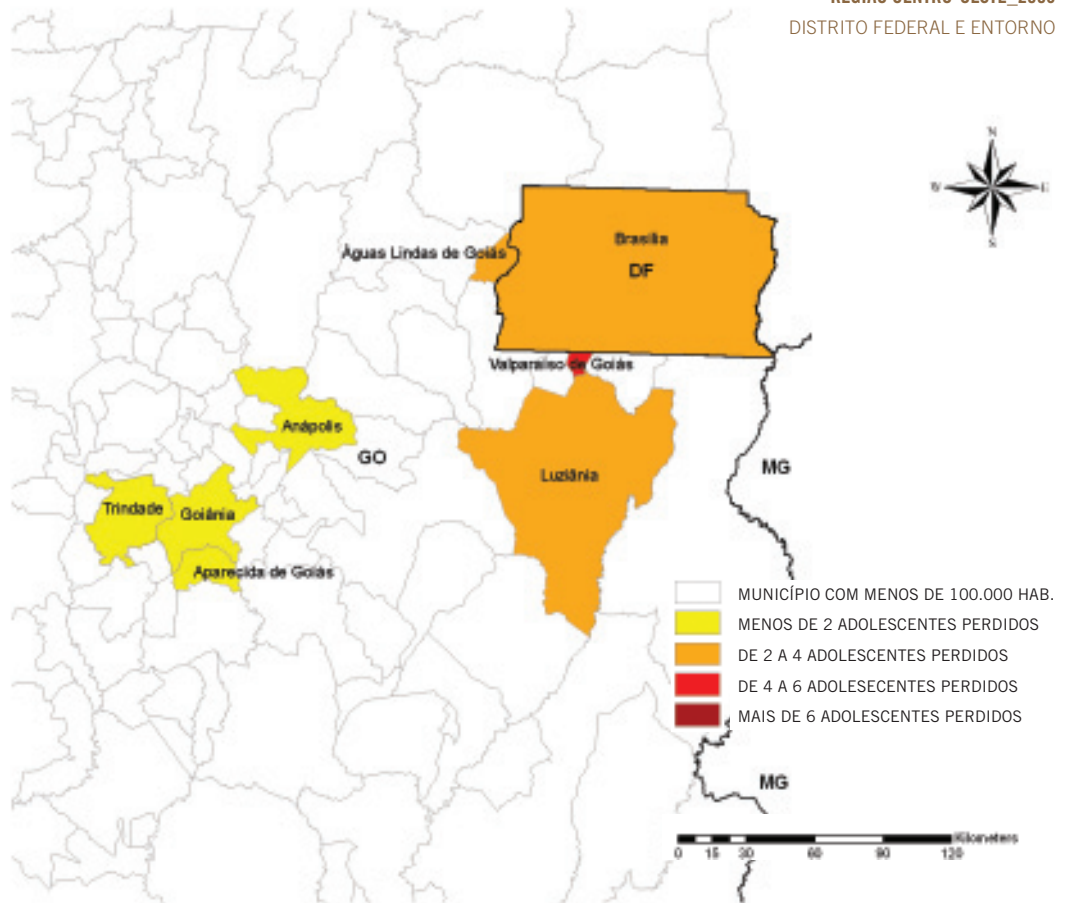 DISTRITO FEDERAL E ENTORNO
N
W
E
S
Brasília
DF
Águas Lindas de Goiás
Valparaíso de Goiás
Anápolis
GO
Luziânia
MG
Trindade
Goiânia
Aparecida de Goiás
MUNICÍPIO COM MENOS DE 100.000 HAB.
MENOS DE 2 ADOLESCENTES PERDIDOS
DE 2 A 4 ADOLESCENTES PERDIDOS
DE 4 A 6 ADOLESECENTES PERDIDOS
MAIS DE 6 ADOLESCENTES PERDIDOS
MG
Kilometers
0 15 30 60 90 120